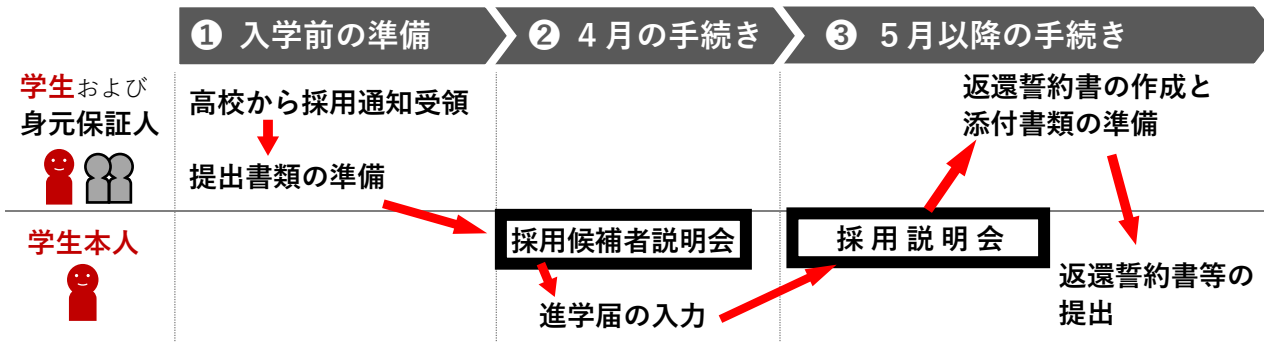 ❶ 入学前の準備
❷ 4月の手続き
❸ 5月以降の手続き
学生および
身元保証人
高校から採用通知受領
提出書類の準備
返還誓約書の作成と
添付書類の準備
学生本人
採用候補者説明会
進学届の入力
採用説明会
返還誓約書等の
提出